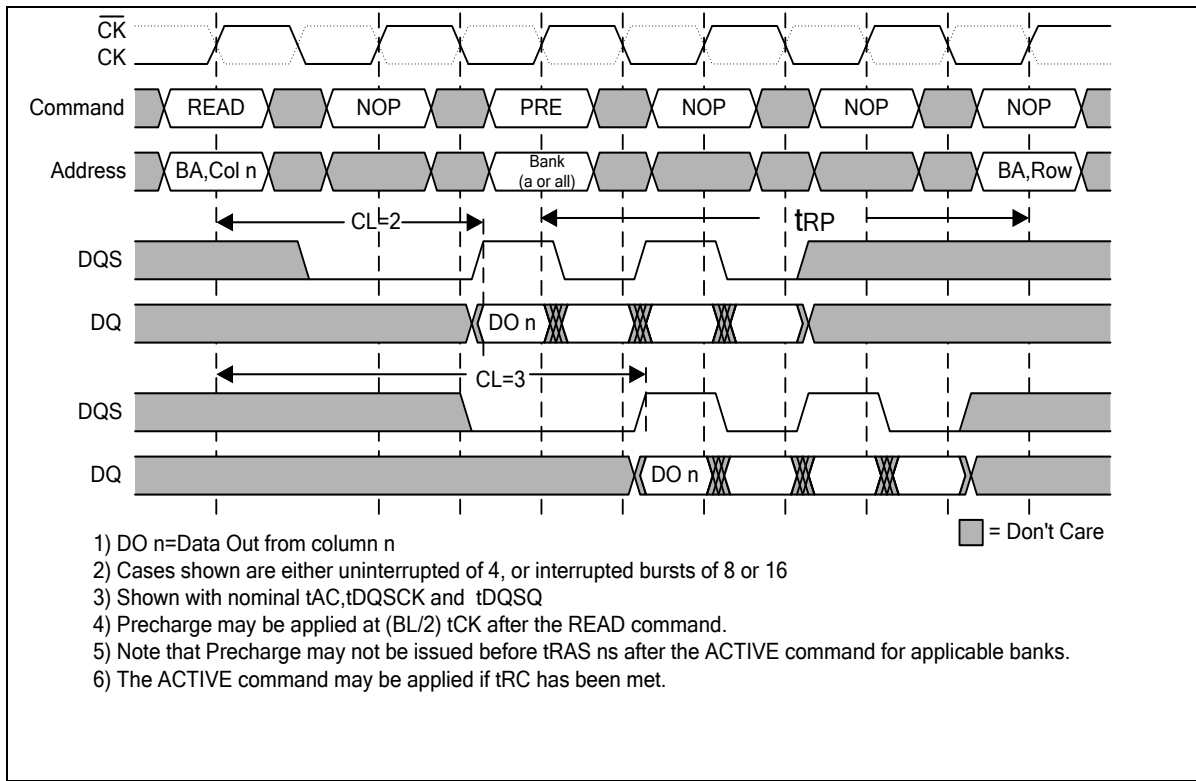 CK
CK
Command READ NOP PRE NOP NOP NOP
Address BA,Col n Bank (a or all) BA,Row
CL=2 tRP
DQS
DQ DO n
CL=3
DQS
DQ DO n
1) DO n=Data Out from column n
= Don't Care
2) Cases shown are either uninterrupted of 4, or interrupted bursts of 8 or 16
3) Shown with nominal tAC,tDQSCK and tDQSQ
4) Precharge may be applied at (BL/2) tCK after the READ command.
5) Note that Precharge may not be issued before tRAS ns after the ACTIVE command for applicable banks.
6) The ACTIVE command may be applied if tRC has been met.